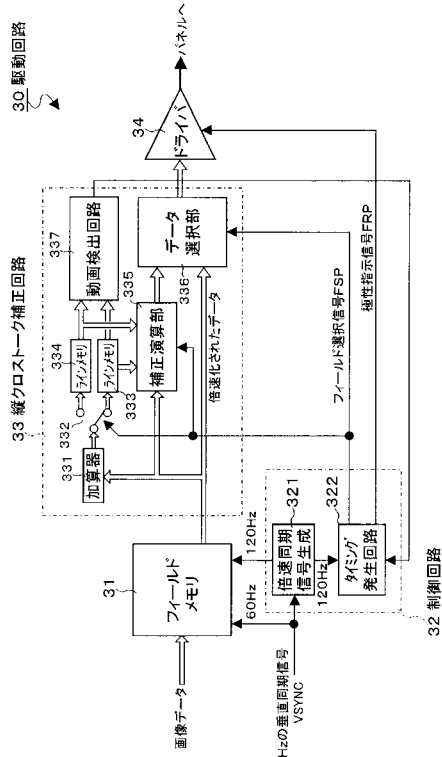 30 駆動回路
33 縦クロストーク補正回路
337
動画検出回路
334
ラインメモリ
332
ラインメモリ
333
331
加算器
335
補正演算部
データ
選択部
336
34
ドライバ
パネルへ
倍速化されたデータ
フィールド選択信号FSP
極性指示信号FRP
31
フィールド
メモリ
画像データ
120Hz
60Hz
321
倍速同期
信号生成
120Hz
322
タイミング
発生回路
32 制御回路
Hzの垂直同期信号
VSYNC